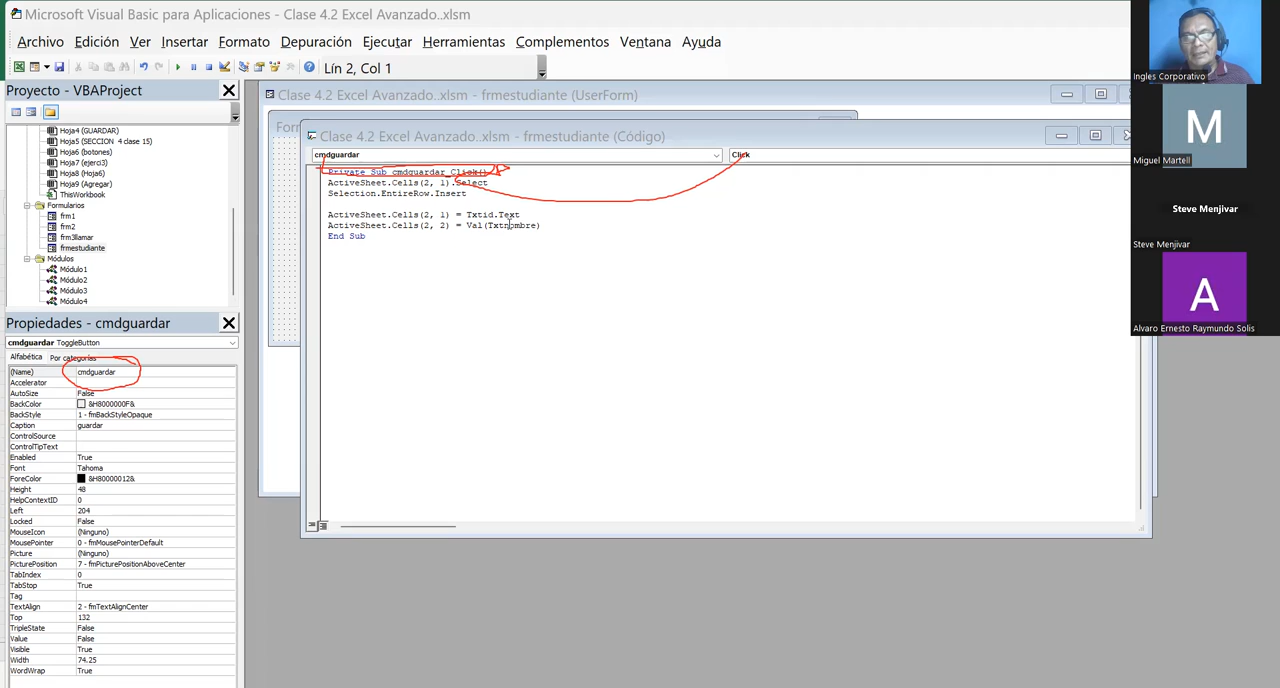 Microsoft Visual Basic para Aplicaciones - Clase 4.2 Excel Avanzado..xlsm
Archivo Edición Ver Insertar Formato Depuración Ejecutar Herramientas Complementos Ventana Ayuda
Lín 2, Col 1
Proyecto - VBAProject
Hoja4 (GUARDAR)
Hoja5 (SECCION 4 clase 15)
Hoja6 (botones)
Hoja7 (ejerci3)
Hoja9 (Agregar)
ThisWorkbook
Formularios
frm1
frm2
frm3llamar
frmestudiante
Módulos
Módulo1
Módulo2
Módulo3
Módulo4
Propiedades - cmdguardar
cmdguardar ToggleButton
Alfabética Por categorías
(Name) cmdguardar
Accelerator
AutoSize False
BackColor &H8000000F&
BackStyle 1 - fmBackStyleOpaque
Caption guardar
ControlSource
ControlTipText
Enabled True
Font Tahoma
ForeColor &H80000012&
Height 48
HelpContextID 0
Left 204
Locked False
MouseIcon (Ninguno)
MousePointer 0 - fmMousePointerDefault
Picture (Ninguno)
PicturePosition 7 - fmPicturePositionAboveCenter
TabIndex 0
TabStop True
Tag
TextAlign 2 - fmTextAlignCenter
Top 132
TripleState False
Value False
Visible True
Width 74.25
WordWrap True
Clase 4.2 Excel Avanzado..xlsm - frmestudiante (UserForm)
Form
Clase 4.2 Excel Avanzado..xlsm - frmestudiante (Código)
cmdguardar Click
Private Sub cmdguardar_Click()
ActiveSheet.Cells(2, 1).Select
Selection.EntireRow.Insert
ActiveSheet.Cells(2, 1) = Txtid.Text
ActiveSheet.Cells(2, 2) = Val(Txtnombre)
End Sub
Ingles Corporativo
M
Miguel Martell
Steve Menjivar
Steve Menjivar
A
Alvaro Ernesto Raymundo Solis